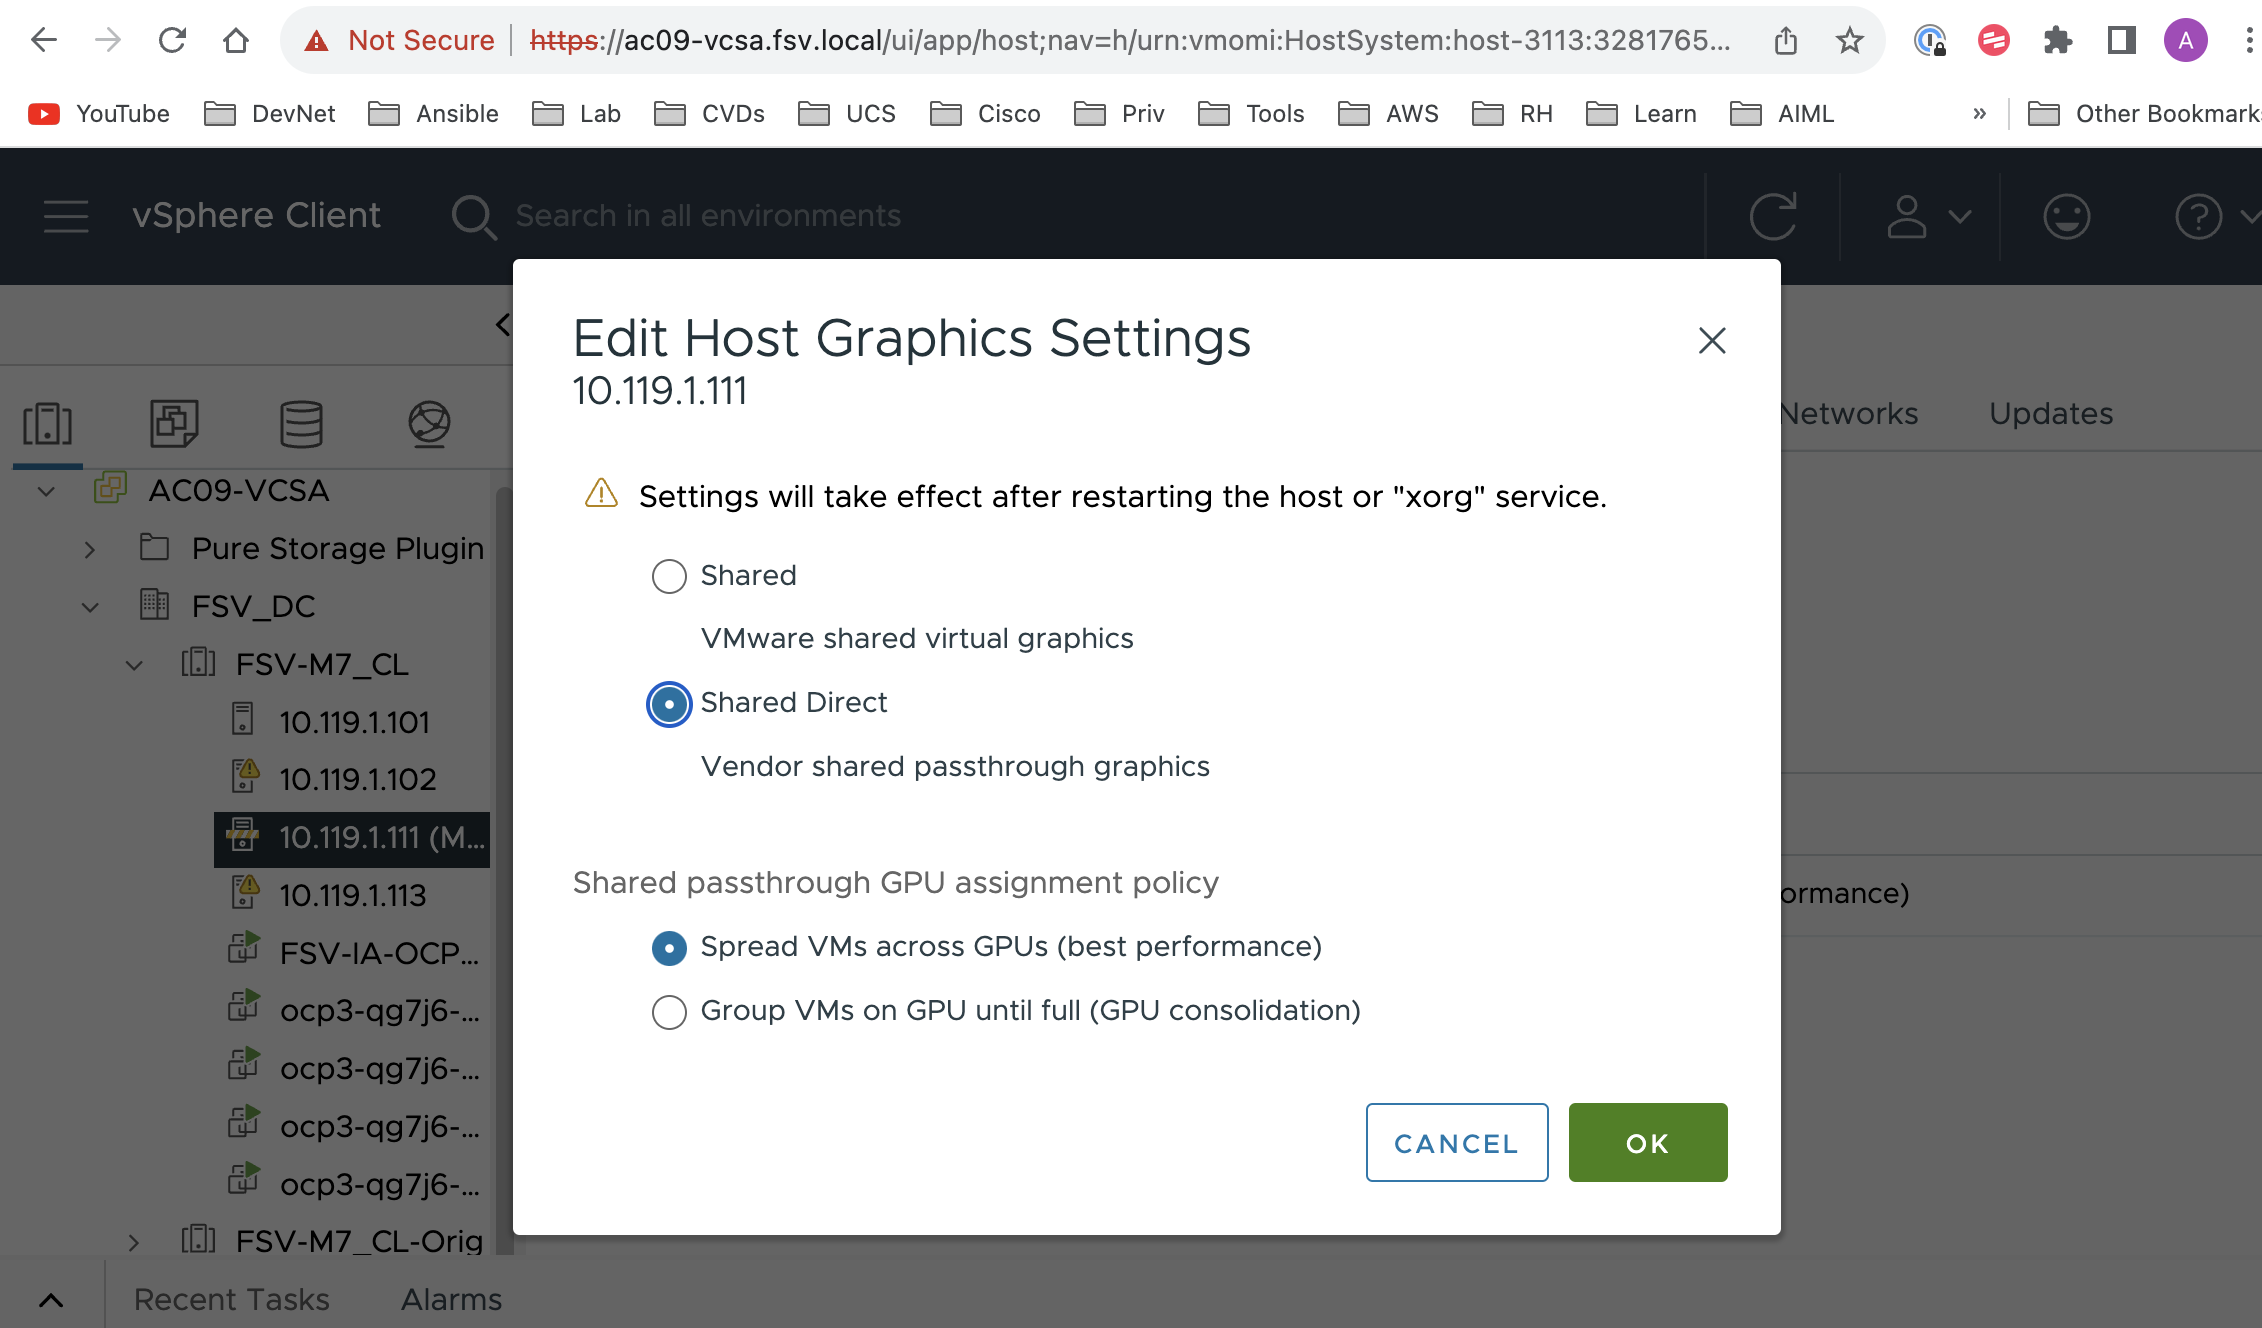 Not Secure https://ac09-vcsa.fsv.local/ui/app/host;nav=h/urn:vmomi:HostSystem:host-3113:3281765... A
YouTube DevNet Ansible Lab CVDs UCS Cisco Priv Tools AWS RH Learn AIML » Other Bookmarks
vSphere Client Search in all environments
Edit Host Graphics Settings
10.119.1.111
Networks Updates
Settings will take effect after restarting the host or "xorg" service.
Shared
VMware shared virtual graphics
Shared Direct
Vendor shared passthrough graphics
Shared passthrough GPU assignment policy
ormance)
Spread VMs across GPUs (best performance)
Group VMs on GPU until full (GPU consolidation)
CANCEL OK
AC09-VCSA
Pure Storage Plugin
FSV_DC
FSV-M7_CL
10.119.1.101
10.119.1.102
10.119.1.111 (M...
10.119.1.113
FSV-IA-OCP...
ocp3-qg7j6-...
ocp3-qg7j6-...
ocp3-qg7j6-...
ocp3-qg7j6-...
FSV-M7_CL-Orig
Recent Tasks Alarms